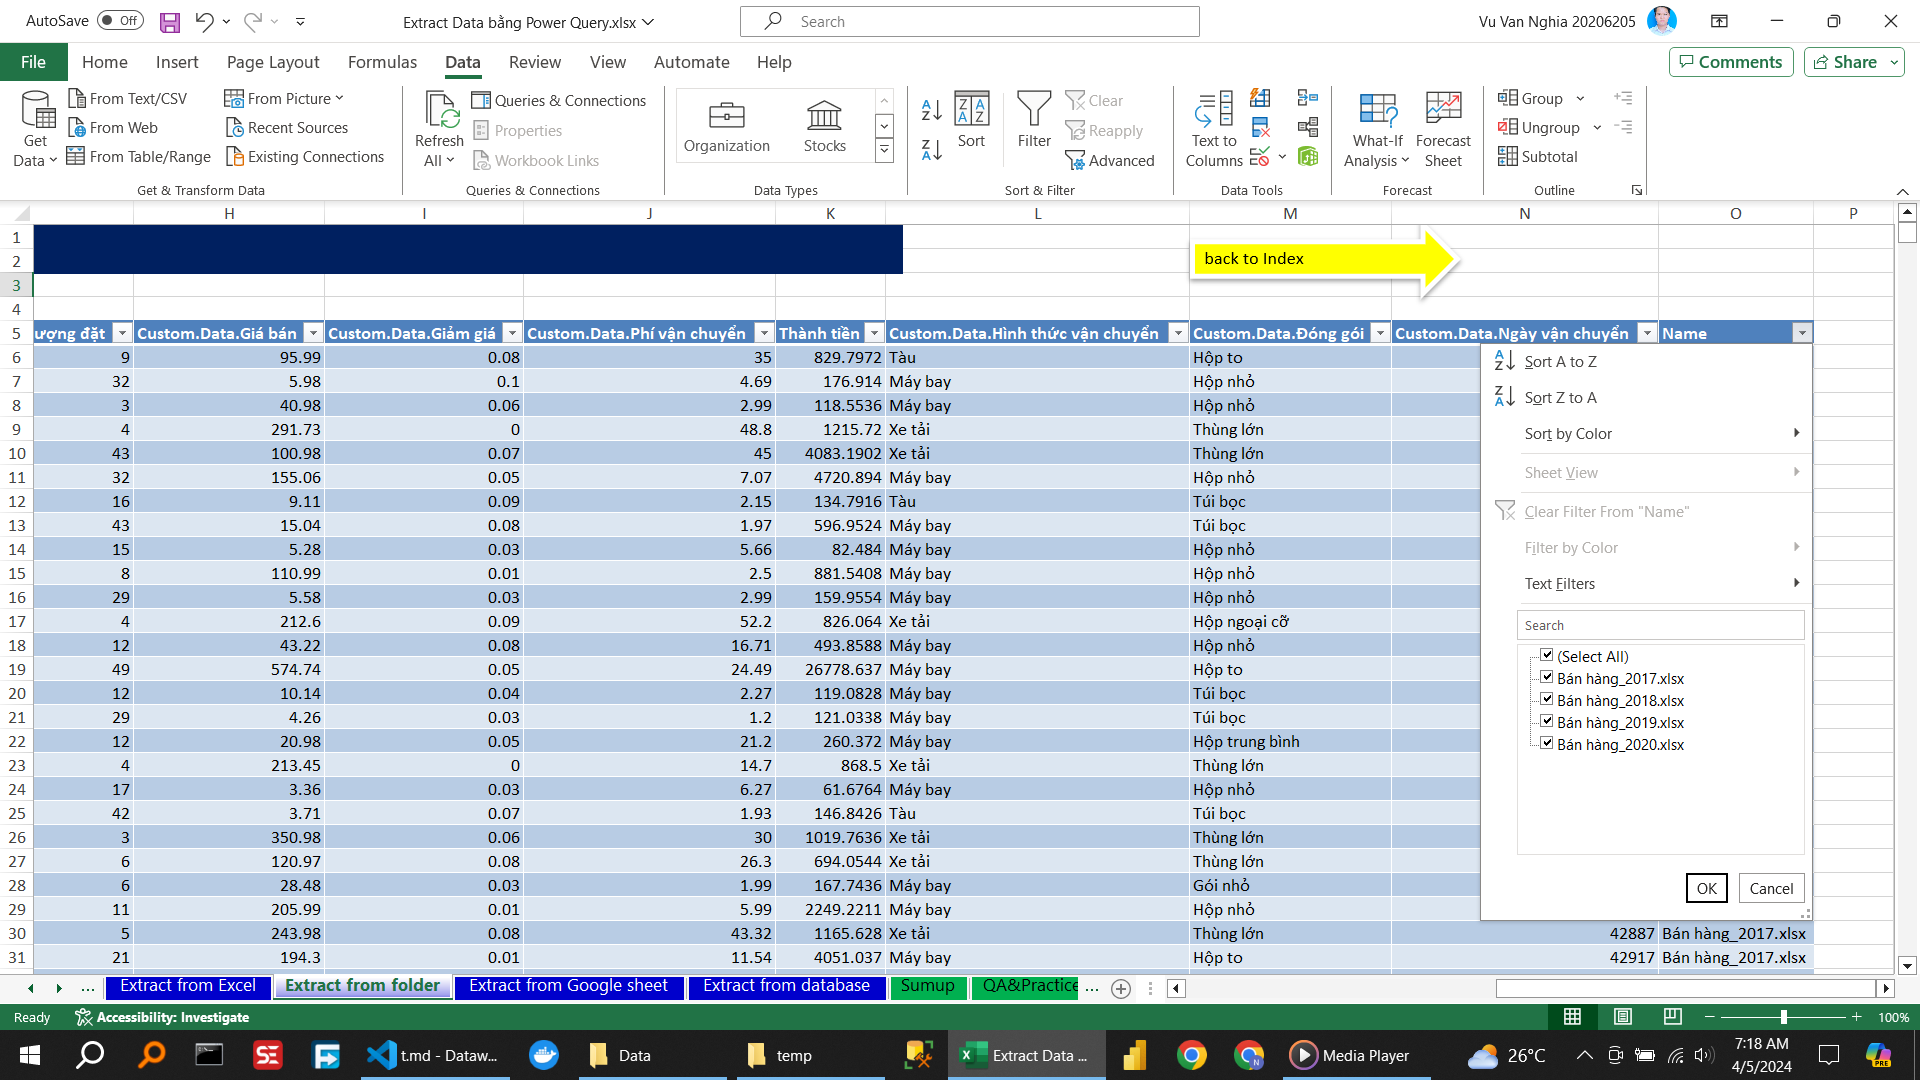 AutoSave Off Extract Data bằng Power Query.xlsx Search Vu Van Nghia 20206205
File Home Insert Page Layout Formulas Data Review View Automate Help Comments Share
Get Data
From Text/CSV
From Web
From Table/Range
From Picture
Recent Sources
Existing Connections
Get & Transform Data
Refresh All
Queries & Connections
Properties
Workbook Links
Queries & Connections
Organization Stocks
Data Types
Sort
Filter
Clear
Reapply
Advanced
Sort & Filter
Text to Columns
Data Tools
What-If Analysis
Forecast Sheet
Forecast
Group
Ungroup
Subtotal
Outline
H I J K L M N O P
1
2 back to Index
3
4
5 ượng đặt Custom.Data.Giá bán Custom.Data.Giảm giá Custom.Data.Phí vận chuyển Thành tiền Custom.Data.Hình thức vận chuyển Custom.Data.Đóng gói Custom.Data.Ngày vận chuyển Name
6 9 95.99 0.08 35 829.7972 Tàu Hộp to
7 32 5.98 0.1 4.69 176.914 Máy bay Hộp nhỏ
8 3 40.98 0.06 2.99 118.5536 Máy bay Hộp nhỏ
9 4 291.73 0 48.8 1215.72 Xe tải Thùng lớn
10 43 100.98 0.07 45 4083.1902 Xe tải Thùng lớn
11 32 155.06 0.05 7.07 4720.894 Máy bay Hộp nhỏ
12 16 9.11 0.09 2.15 134.7916 Tàu Túi bọc
13 43 15.04 0.08 1.97 596.9524 Máy bay Túi bọc
14 15 5.28 0.03 5.66 82.484 Máy bay Hộp nhỏ
15 8 110.99 0.01 2.5 881.5408 Máy bay Hộp nhỏ
16 29 5.58 0.03 2.99 159.9554 Máy bay Hộp nhỏ
17 4 212.6 0.09 52.2 826.064 Xe tải Hộp ngoại cỡ
18 12 43.22 0.08 16.71 493.8588 Máy bay Hộp nhỏ
19 49 574.74 0.05 24.49 26778.637 Máy bay Hộp to
20 12 10.14 0.04 2.27 119.0828 Máy bay Túi bọc
21 29 4.26 0.03 1.2 121.0338 Máy bay Túi bọc
22 12 20.98 0.05 21.2 260.372 Máy bay Hộp trung bình
23 4 213.45 0 14.7 868.5 Xe tải Thùng lớn
24 17 3.36 0.03 6.27 61.6764 Máy bay Hộp nhỏ
25 42 3.71 0.07 1.93 146.8426 Tàu Túi bọc
26 3 350.98 0.06 30 1019.7636 Xe tải Thùng lớn
27 6 120.97 0.08 26.3 694.0544 Xe tải Thùng lớn
28 6 28.48 0.03 1.99 167.7436 Máy bay Gói nhỏ
29 11 205.99 0.01 5.99 2249.2211 Máy bay Hộp nhỏ
30 5 243.98 0.08 43.32 1165.628 Xe tải Thùng lớn 42887 Bán hàng_2017.xlsx
31 21 194.3 0.01 11.54 4051.037 Máy bay Hộp to 42917 Bán hàng_2017.xlsx
Sort A to Z
Sort Z to A
Sort by Color
Sheet View
Clear Filter From "Name"
Filter by Color
Text Filters
Search
(Select All)
Bán hàng_2017.xlsx
Bán hàng_2018.xlsx
Bán hàng_2019.xlsx
Bán hàng_2020.xlsx
OK Cancel
... Extract from Excel Extract from folder Extract from Google sheet Extract from database Sumup QA&Practice ...
Ready Accessibility: Investigate 100%
t.md - Dataw... Data temp Extract Data ... Media Player 26°C 7:18 AM
4/5/2024